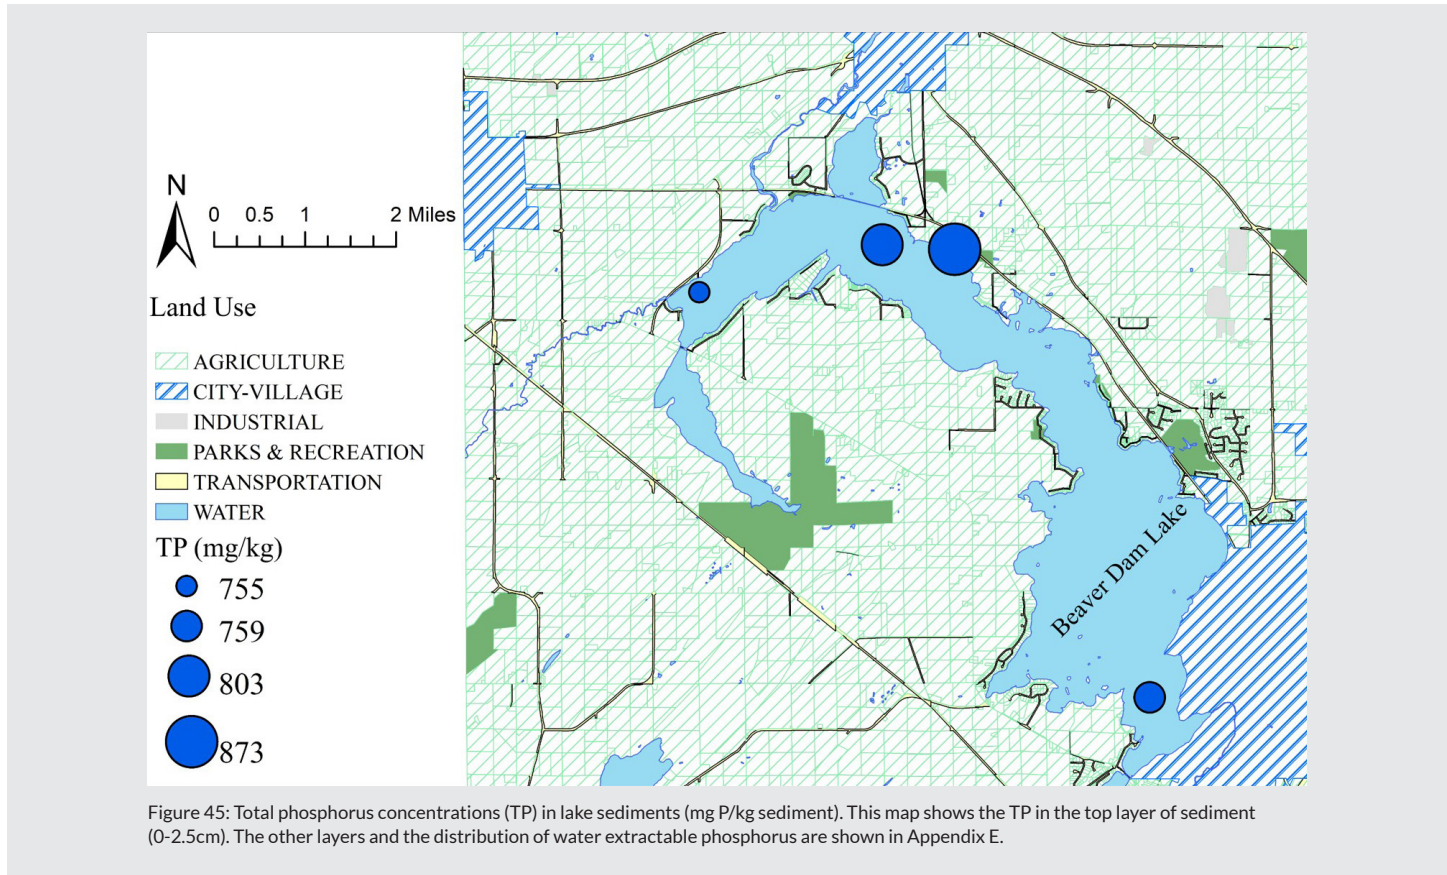 N
0 0.5 1 2 Miles
Land Use
AGRICULTURE
CITY-VILLAGE
INDUSTRIAL
PARKS & RECREATION
TRANSPORTATION
WATER
TP (mg/kg)
755
759
803
873
Beaver Dam Lake
Figure 45: Total phosphorus concentrations (TP) in lake sediments (mg P/kg sediment). This map shows the TP in the top layer of sediment
(0-2.5cm). The other layers and the distribution of water extractable phosphorus are shown in Appendix E.